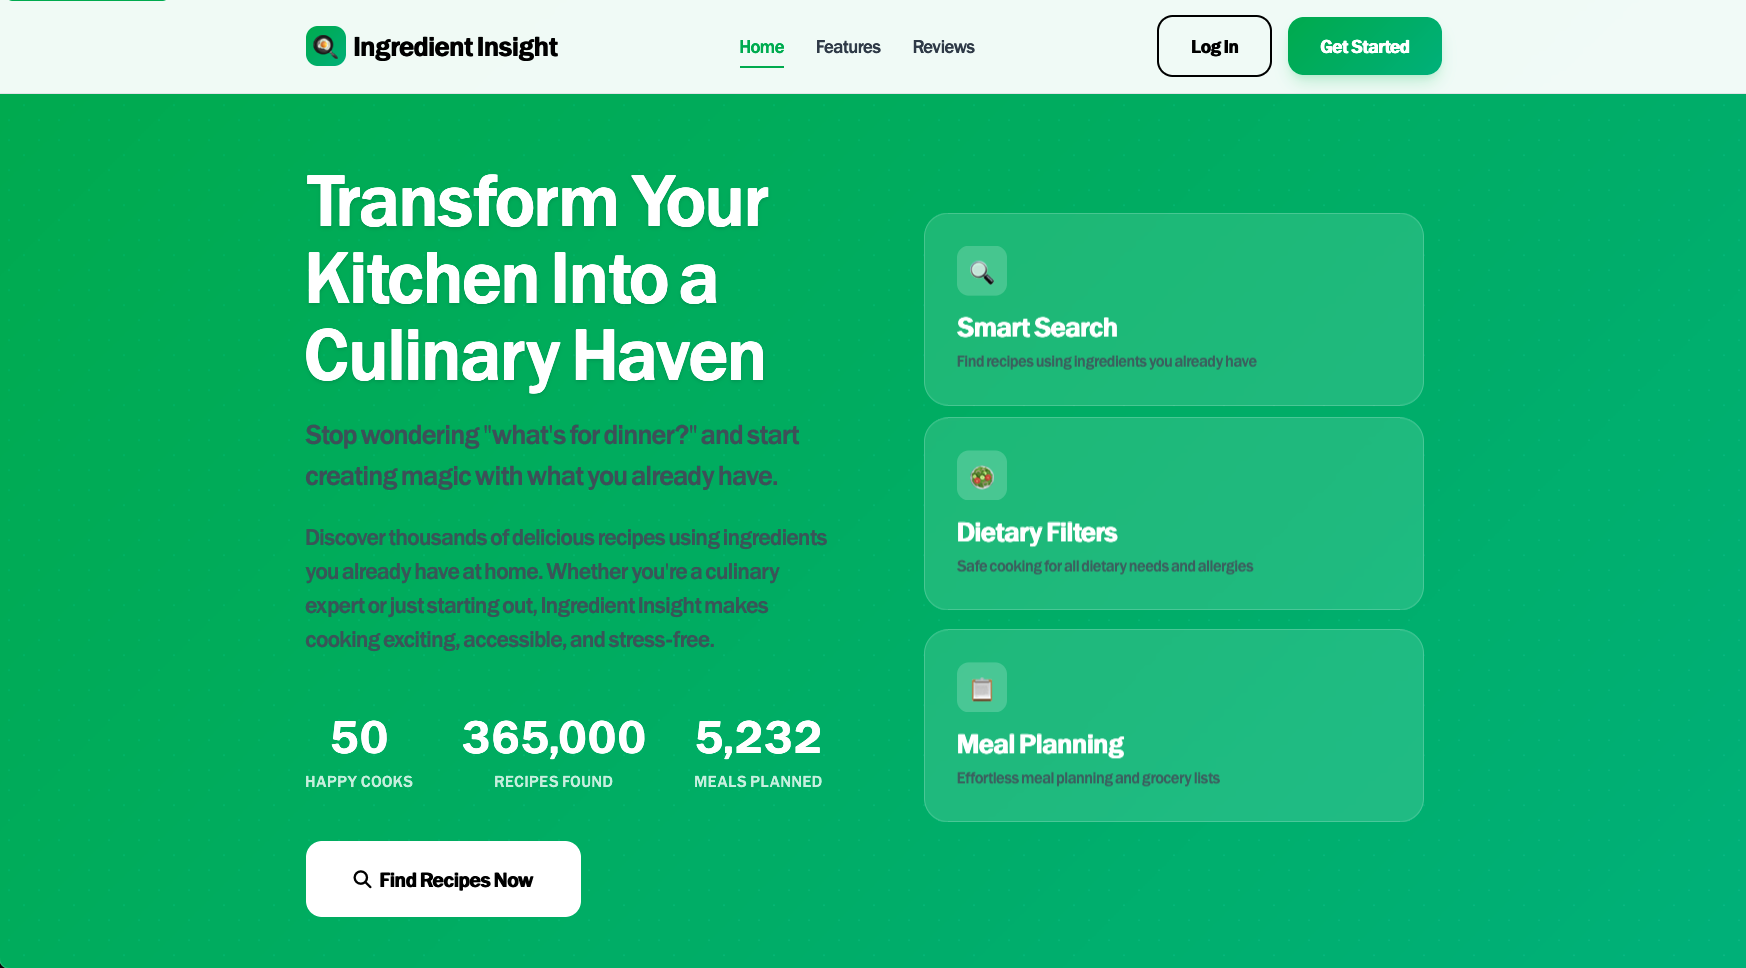 Ingredient Insight
Home
Features
Reviews
Log In
Get Started
Transform Your
Kitchen Into a
Culinary Haven
Stop wondering "what's for dinner?" and start
creating magic with what you already have.
Discover thousands of delicious recipes using ingredients
you already have at home. Whether you're a culinary
expert or just starting out, Ingredient Insight makes
cooking exciting, accessible, and stress-free.
50
HAPPY COOKS
365,000
RECIPES FOUND
5,232
MEALS PLANNED
Find Recipes Now
Smart Search
Find recipes using ingredients you already have
Dietary Filters
Safe cooking for all dietary needs and allergies
Meal Planning
Effortless meal planning and grocery lists